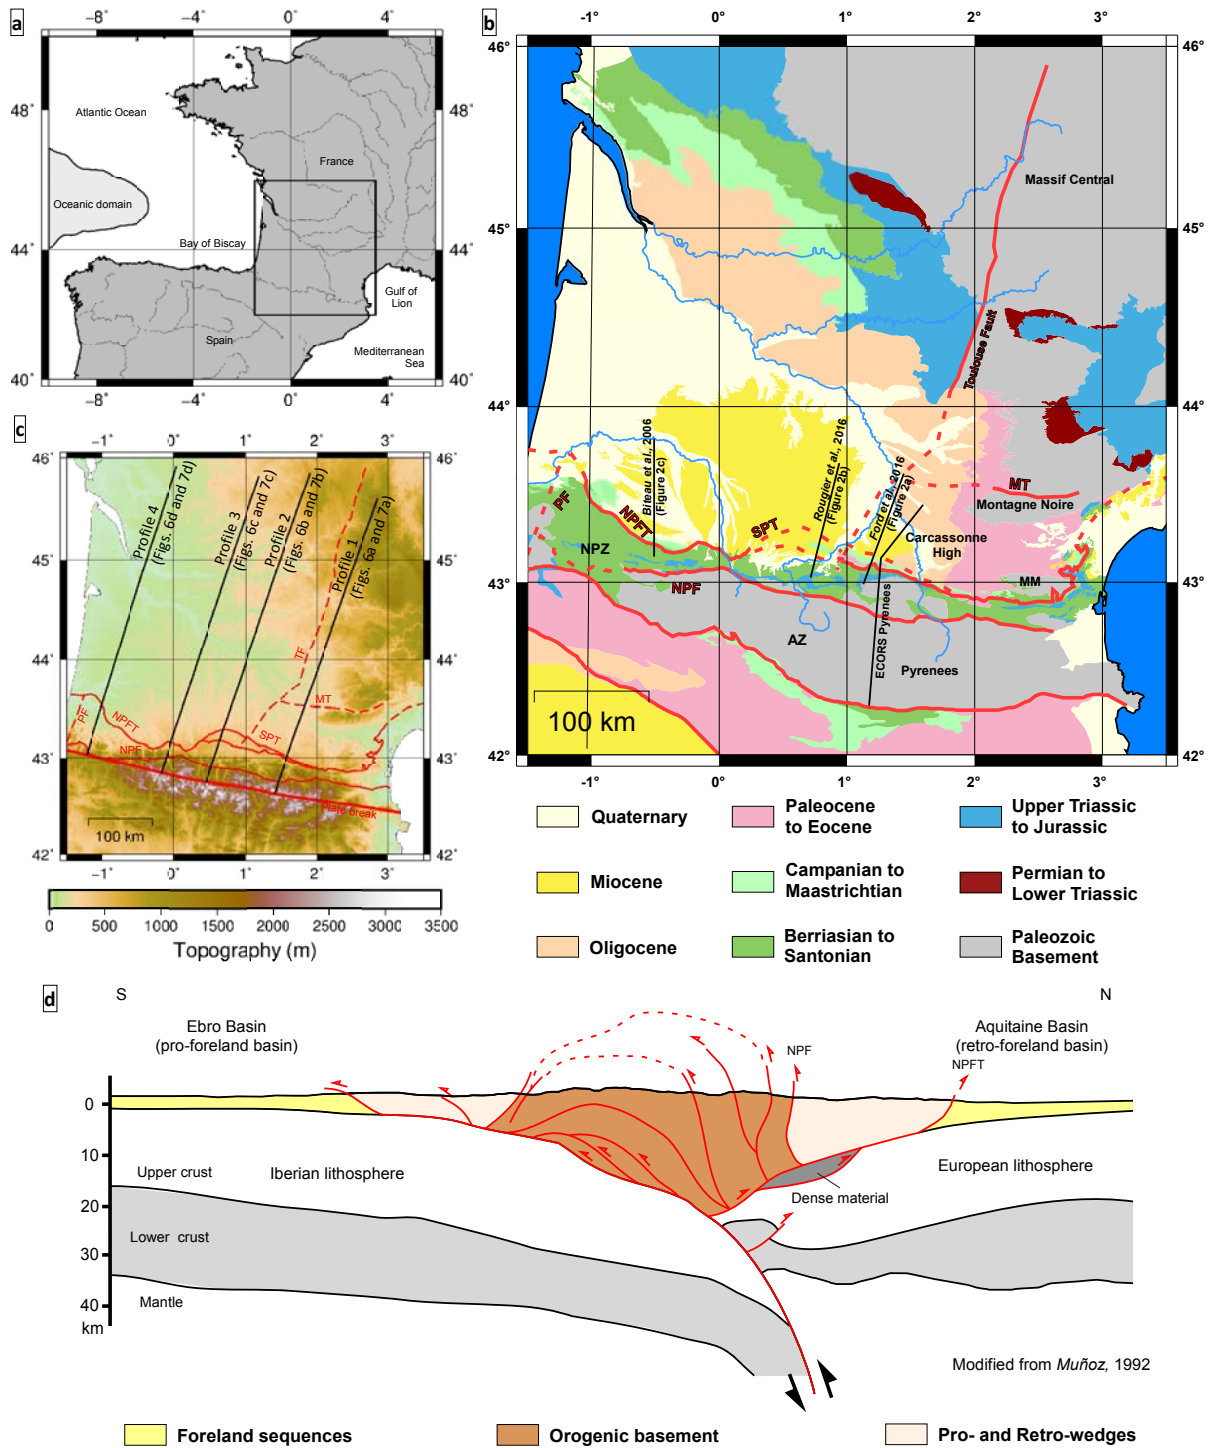 a
−8° −4° 0° 4°
48° 48°
44° 44°
40° 40°
−8° −4° 0° 4°
Atlantic Ocean
France
Oceanic domain
Bay of Biscay
Gulf of
Lion
Spain
Mediterranean
Sea
b
-1° 0° 1° 2° 3°
46° 46°
45° 45°
44° 44°
43° 43°
42° 42°
-1° 0° 1° 2° 3°
Massif Central
Toulouse Fault
Biteau et al., 2006
(Figure 2c)
Rougier et al., 2016
(Figure 2b)
Ford et al., 2016
(Figure 2a)
MT
Montagne Noire
PF
NPFT
SPT
Carcassonne
High
NPZ
NPF
MM
AZ
ECORS Pyrenees
Pyrenees
100 km
Quaternary
Miocene
Oligocene
Paleocene
to Eocene
Campanian to
Maastrichtian
Berriasian to
Santonian
Upper Triassic
to Jurassic
Permian to
Lower Triassic
Paleozoic
Basement
c
−1° 0° 1° 2° 3°
46° 46°
45° 45°
44° 44°
43° 43°
42° 42°
−1° 0° 1° 2° 3°
Profile 4
(Figs. 6d and 7d)
Profile 3
(Figs. 6c and 7c)
Profile 2
(Figs. 6b and 7b)
Profile 1
(Figs. 6a and 7a)
TF
MT
PF
NPFT
SPT
NPF
Plate break
100 km
0 500 1000 1500 2000 2500 3000 3500
Topography (m)
d
S N
Ebro Basin
(pro-foreland basin)
Aquitaine Basin
(retro-foreland basin)
NPF
NPFT
0
10
20
30
40
km
Upper crust
Iberian lithosphere
European lithosphere
Dense material
Lower crust
Mantle
Modified from Muñoz, 1992
Foreland sequences
Orogenic basement
Pro- and Retro-wedges